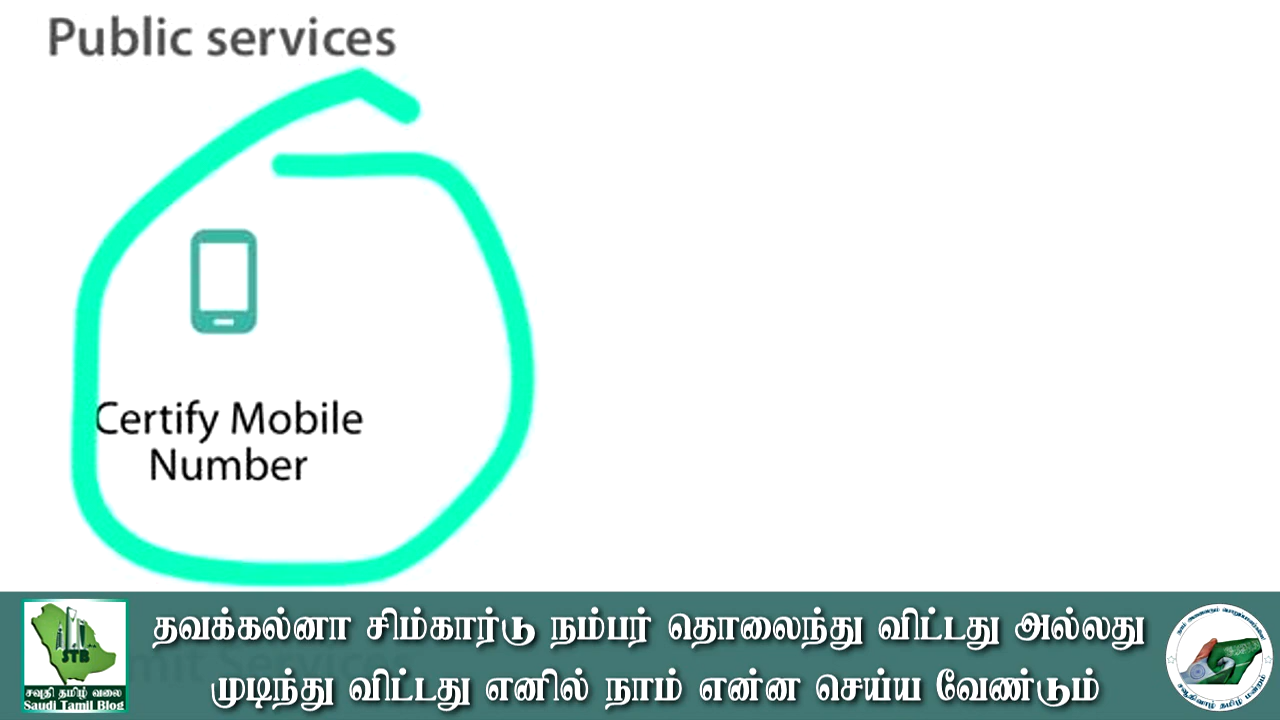 Public services
Certify Mobile
Number
தவக்கல்னா சிம்கார்டு நம்பர் தொலைந்து விட்டது அல்லது
முடிந்து விட்டது எனில் நாம் என்ன செய்ய வேண்டும்
STB
சவூதி தமிழ் வலை
Saudi Tamil Blog